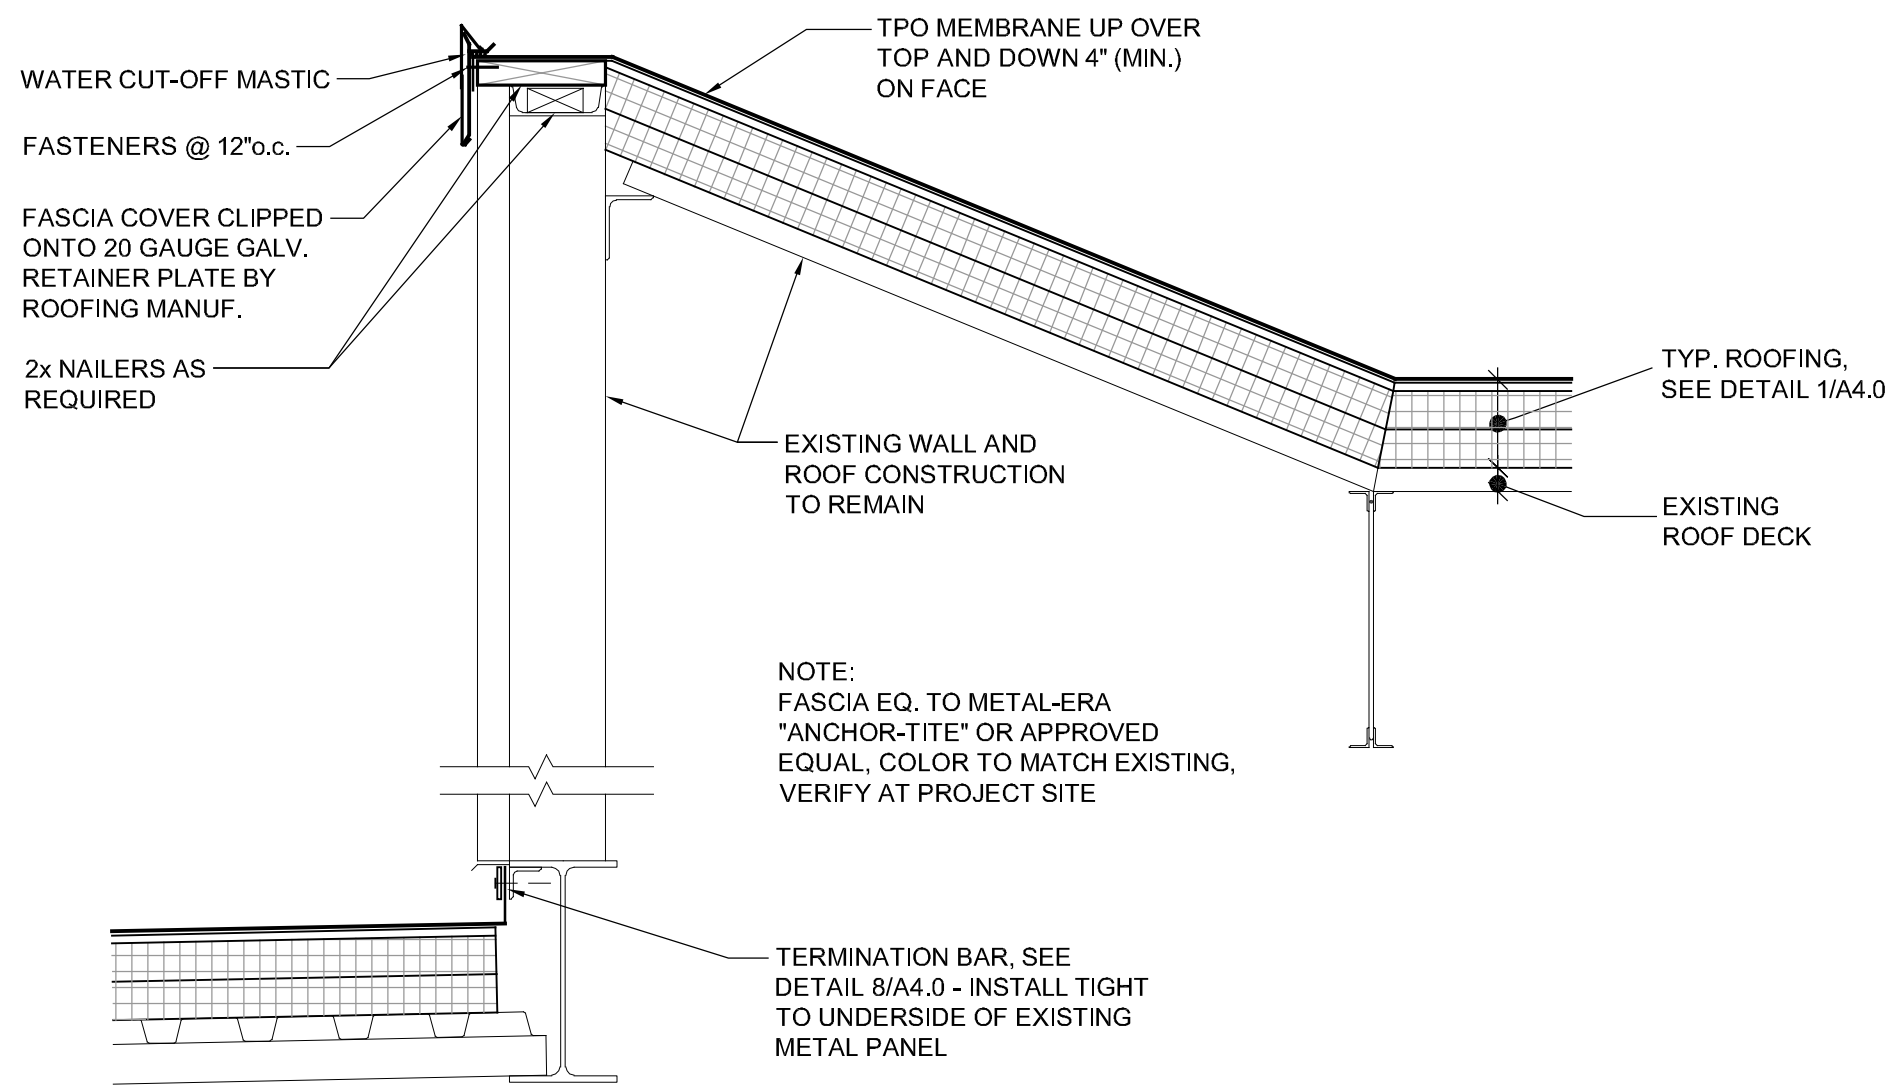 TPO MEMBRANE UP OVER
TOP AND DOWN 4" (MIN.)
ON FACE
WATER CUT-OFF MASTIC
FASTENERS @ 12"o.c.
FASCIA COVER CLIPPED
ONTO 20 GAUGE GALV.
RETAINER PLATE BY
ROOFING MANUF.
2x NAILERS AS
REQUIRED
TYP. ROOFING,
SEE DETAIL 1/A4.0
EXISTING WALL AND
ROOF CONSTRUCTION
TO REMAIN
EXISTING
ROOF DECK
NOTE:
FASCIA EQ. TO METAL-ERA
"ANCHOR-TITE" OR APPROVED
EQUAL, COLOR TO MATCH EXISTING,
VERIFY AT PROJECT SITE
TERMINATION BAR, SEE
DETAIL 8/A4.0 - INSTALL TIGHT
TO UNDERSIDE OF EXISTING
METAL PANEL